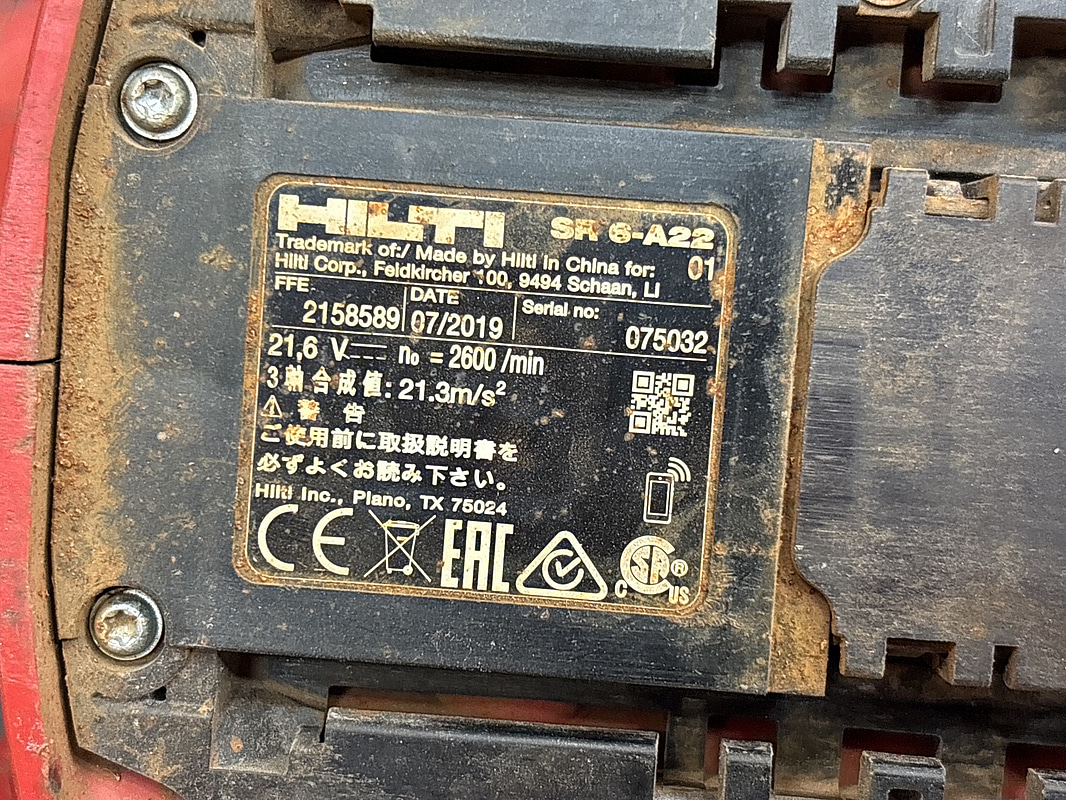 HILTI SR 6-A22
Trademark of:/ Made by Hilti in China for: 01
Hilti Corp., Feldkircher 100, 9494 Schaan, LI
FFE DATE Serial no:
2158589 07/2019 075032
21,6 V n₀ = 2600 /min
3軸合成値: 21.3m/s²
⚠ 警 告
ご使用前に取扱説明書を
必ずよくお読み下さい。
Hilti Inc., Plano, TX 75024
CE EAC C SA ® C US